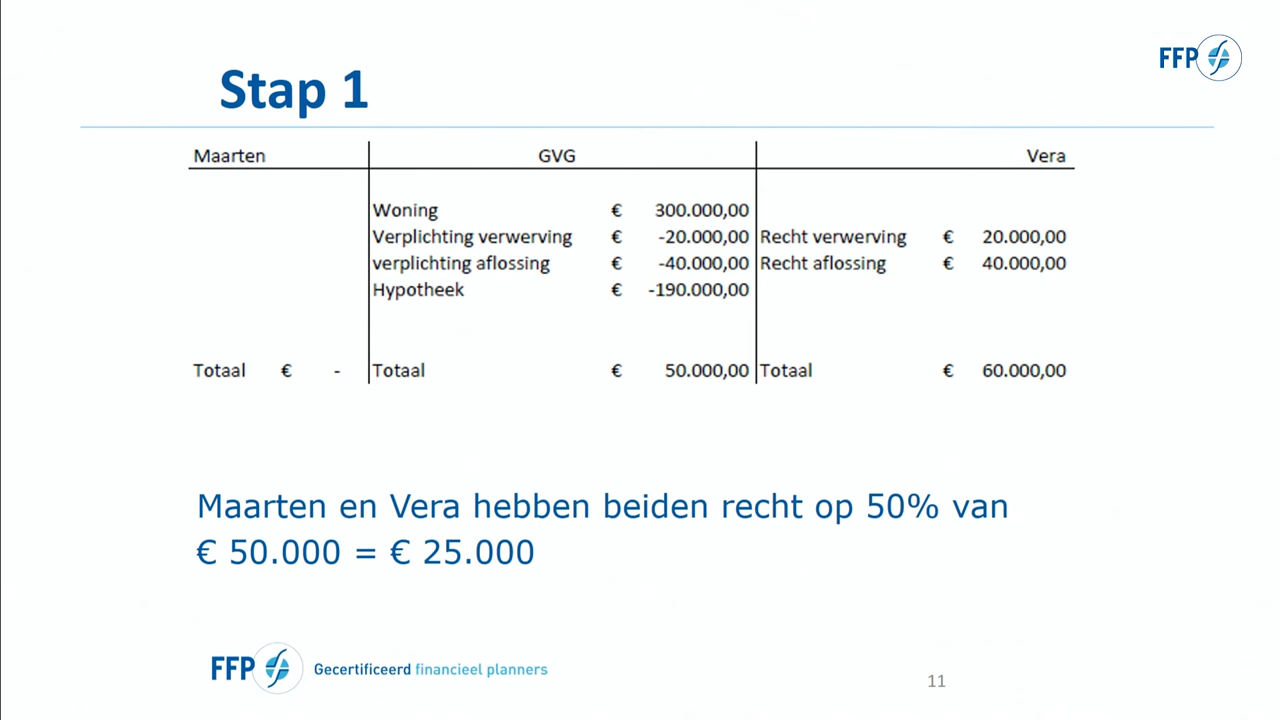 FFP
Stap 1
Maarten GVG Vera
Woning € 300.000,00
Verplichting verwerving € -20.000,00 Recht verwerving € 20.000,00
verplichting aflossing € -40.000,00 Recht aflossing € 40.000,00
Hypotheek € -190.000,00
Totaal € - Totaal € 50.000,00 Totaal € 60.000,00
Maarten en Vera hebben beiden recht op 50% van
€ 50.000 = € 25.000
FFP Gecertificeerd financieel planners
11